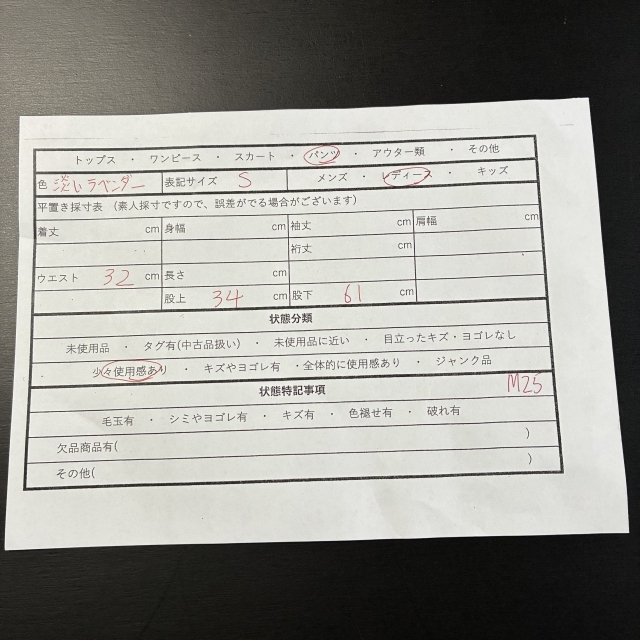 トップス ・ ワンピース ・ スカート ・ パンツ ・ アウター類 ・ その他
色 淡いラベンダー 表記サイズ S メンズ ・ レディース ・ キッズ
平置き採寸表 (素人採寸ですので、誤差がでる場合がございます)
着丈 cm 身幅 cm 袖丈 cm 肩幅 cm
裄丈 cm
ウエスト 32 cm 長さ cm
股上 34 cm 股下 61 cm
状態分類
未使用品 ・ タグ有(中古品扱い) ・ 未使用品に近い ・ 目立ったキズ・ヨゴレなし
少々使用感あり ・ キズやヨゴレ有 ・全体的に使用感あり ・ ジャンク品
状態特記事項 M25
毛玉有 ・ シミやヨゴレ有 ・ キズ有 ・ 色褪せ有 ・ 破れ有
欠品商品有( )
その他( )